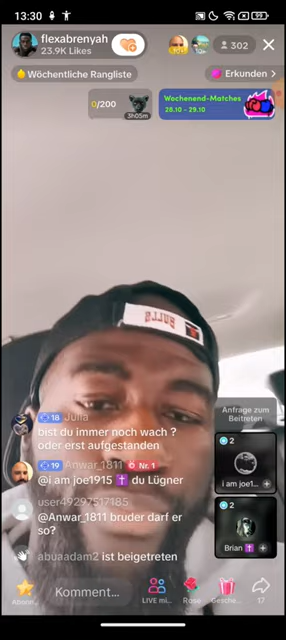 13:30
99
flexabrenyah
23.9K Likes
302
Wöchentliche Rangliste
Erkunden >
0/200
3h05m
Wochenend-Matches
28.10 - 29.10
BULLS
Anfrage zum
Beitreten
18 Julia
bist du immer noch wach ?
oder erst aufgestanden
19 Anwar_1811 Nr. 1
@i am joe1915 ✝️ du Lügner
user49297517185
@Anwar_1811 bruder darf er
so?
abuaadam2 ist beigetreten
2
i am joe1...
2
Brian ✝️
Abonn...
Komment...
LIVE mi...
Rose
Gesche...
17